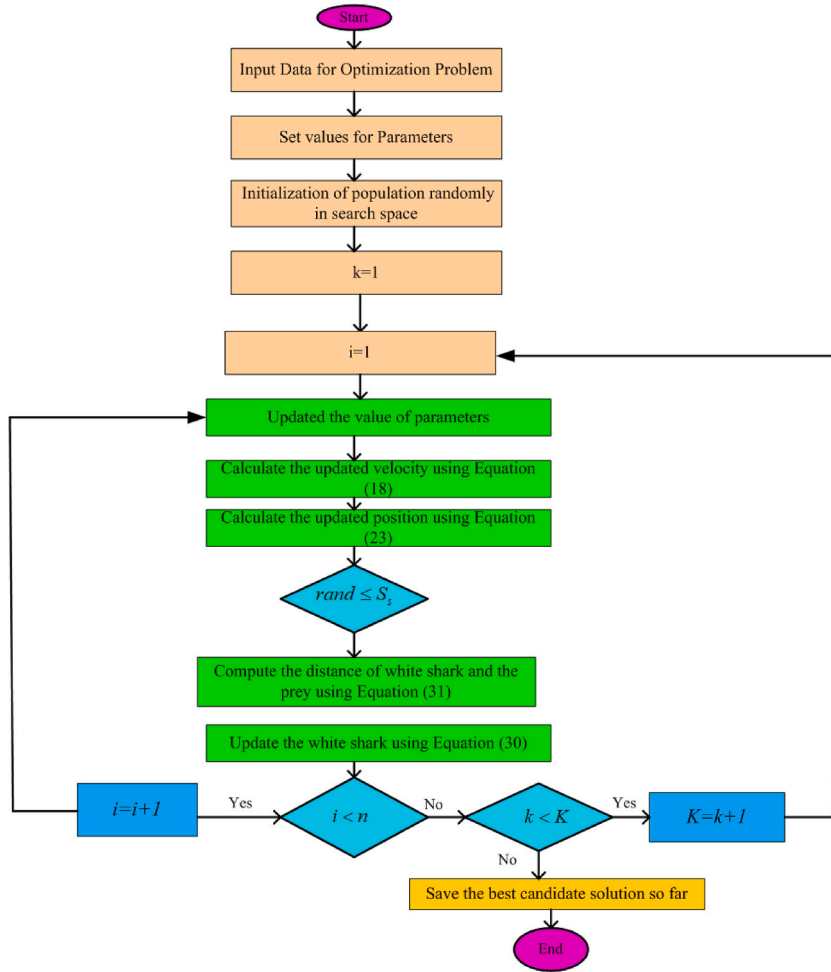 Start
Input Data for Optimization Problem
Set values for Parameters
Initialization of population randomly
in search space
k=1
i=1
Updated the value of parameters
Calculate the updated velocity using Equation
(18)
Calculate the updated position using Equation
(23)
rand ≤ Sₛ
Compute the distance of white shark and the
prey using Equation (31)
Update the white shark using Equation (30)
i=i+1
Yes
i < n
No
k < K
Yes
K=k+1
No
Save the best candidate solution so far
End